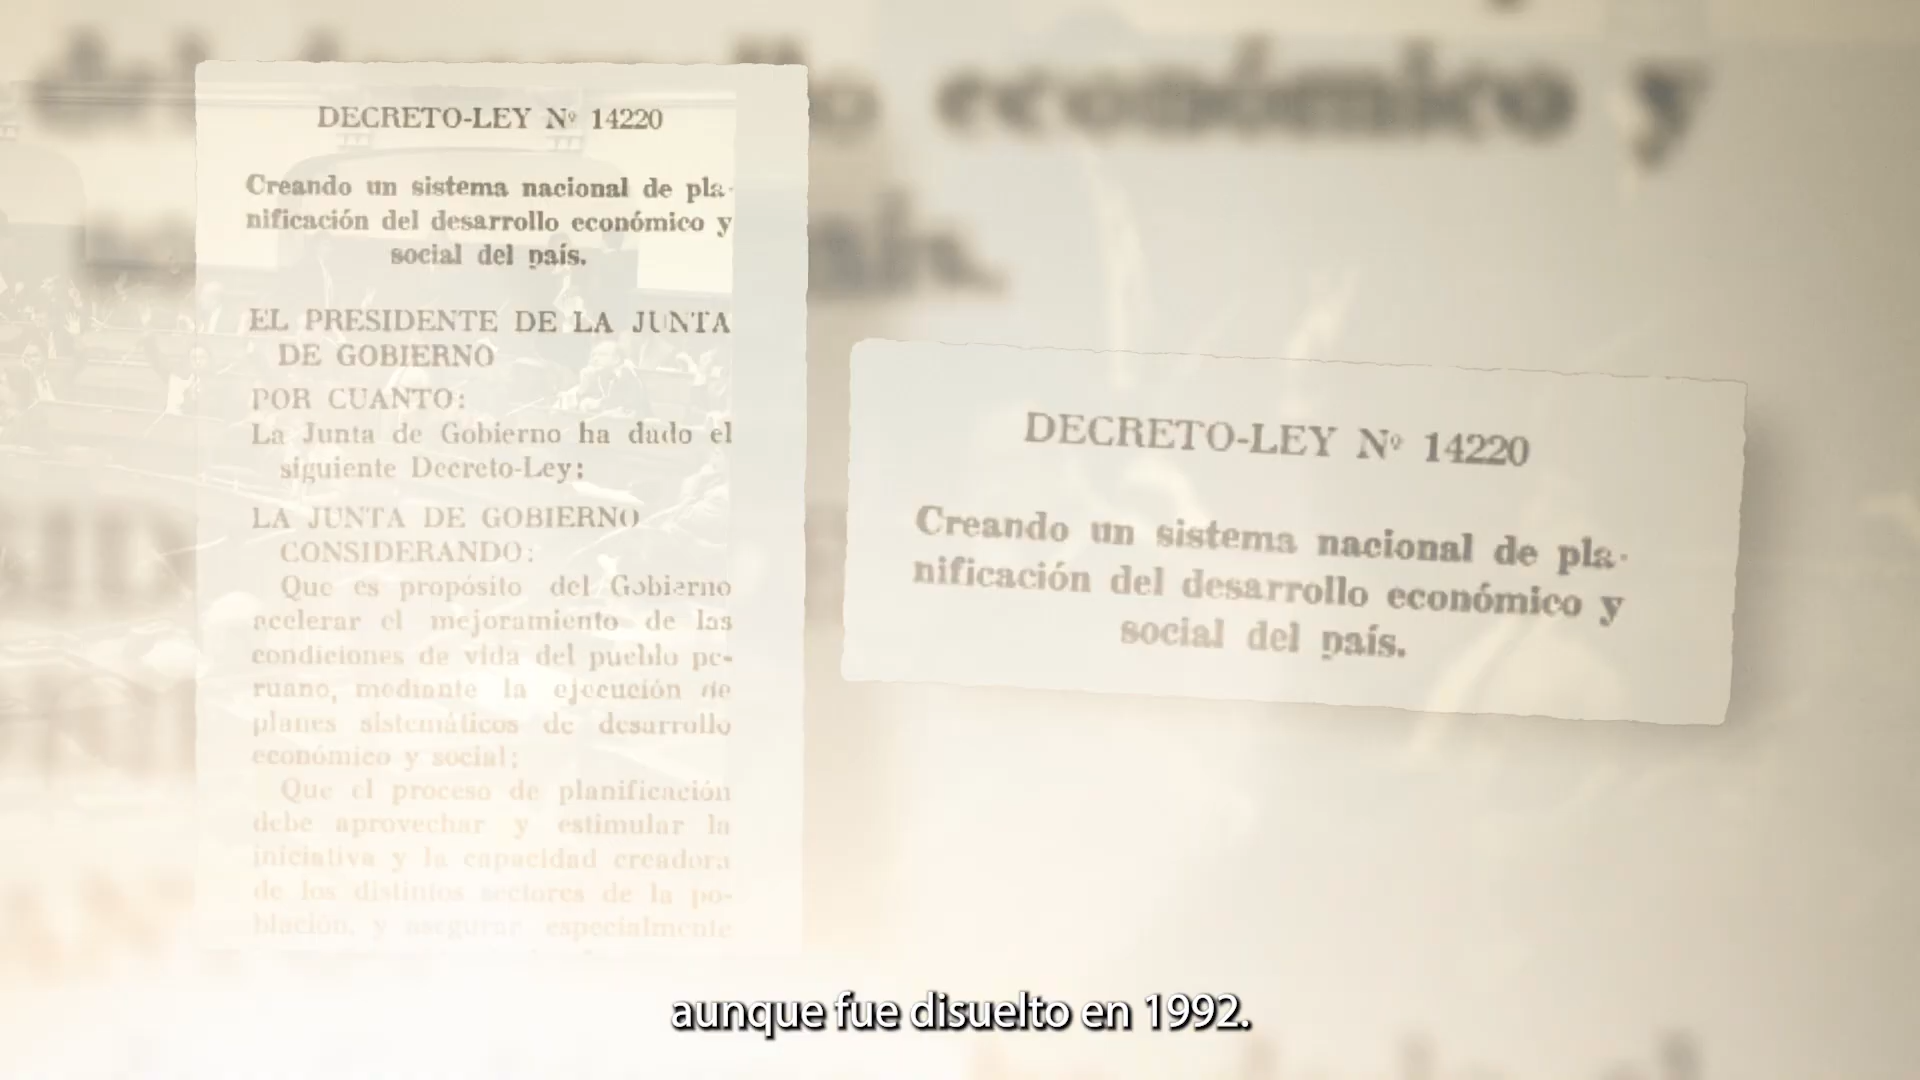 DECRETO-LEY Nº 14220
Creando un sistema nacional de pla-
nificación del desarrollo económico y
social del país.
EL PRESIDENTE DE LA JUNTA
DE GOBIERNO
POR CUANTO:
La Junta de Gobierno ha dado el
siguiente Decreto-Ley:
LA JUNTA DE GOBIERNO
CONSIDERANDO:
Que es propósito del Gobierno
acelerar el mejoramiento de las
condiciones de vida del pueblo pe-
ruano, mediante la ejecución de
planes sistemáticos de desarrollo
económico y social;
Que el proceso de planificación
debe aprovechar y estimular la
iniciativa y la capacidad creadora
de los distintos sectores de la po-
blación, y asegurar especialmente
económico y
DECRETO-LEY Nº 14220
Creando un sistema nacional de pla-
nificación del desarrollo económico y
social del país.
aunque fue disuelto en 1992.